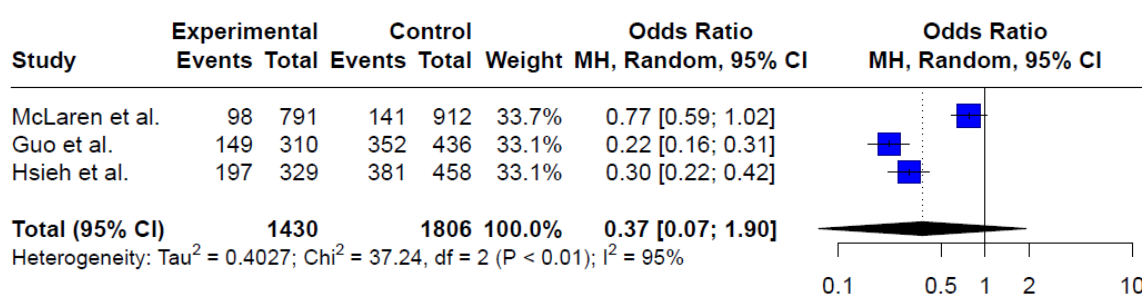 Experimental Control Odds Ratio Odds Ratio
Study Events Total Events Total Weight MH, Random, 95% CI MH, Random, 95% CI
McLaren et al. 98 791 141 912 33.7% 0.77 [0.59; 1.02]
Guo et al. 149 310 352 436 33.1% 0.22 [0.16; 0.31]
Hsieh et al. 197 329 381 458 33.1% 0.30 [0.22; 0.42]
Total (95% CI) 1430 1806 100.0% 0.37 [0.07; 1.90]
Heterogeneity: Tau² = 0.4027; Chi² = 37.24, df = 2 (P < 0.01); I² = 95%
0.1 0.5 1 2 10